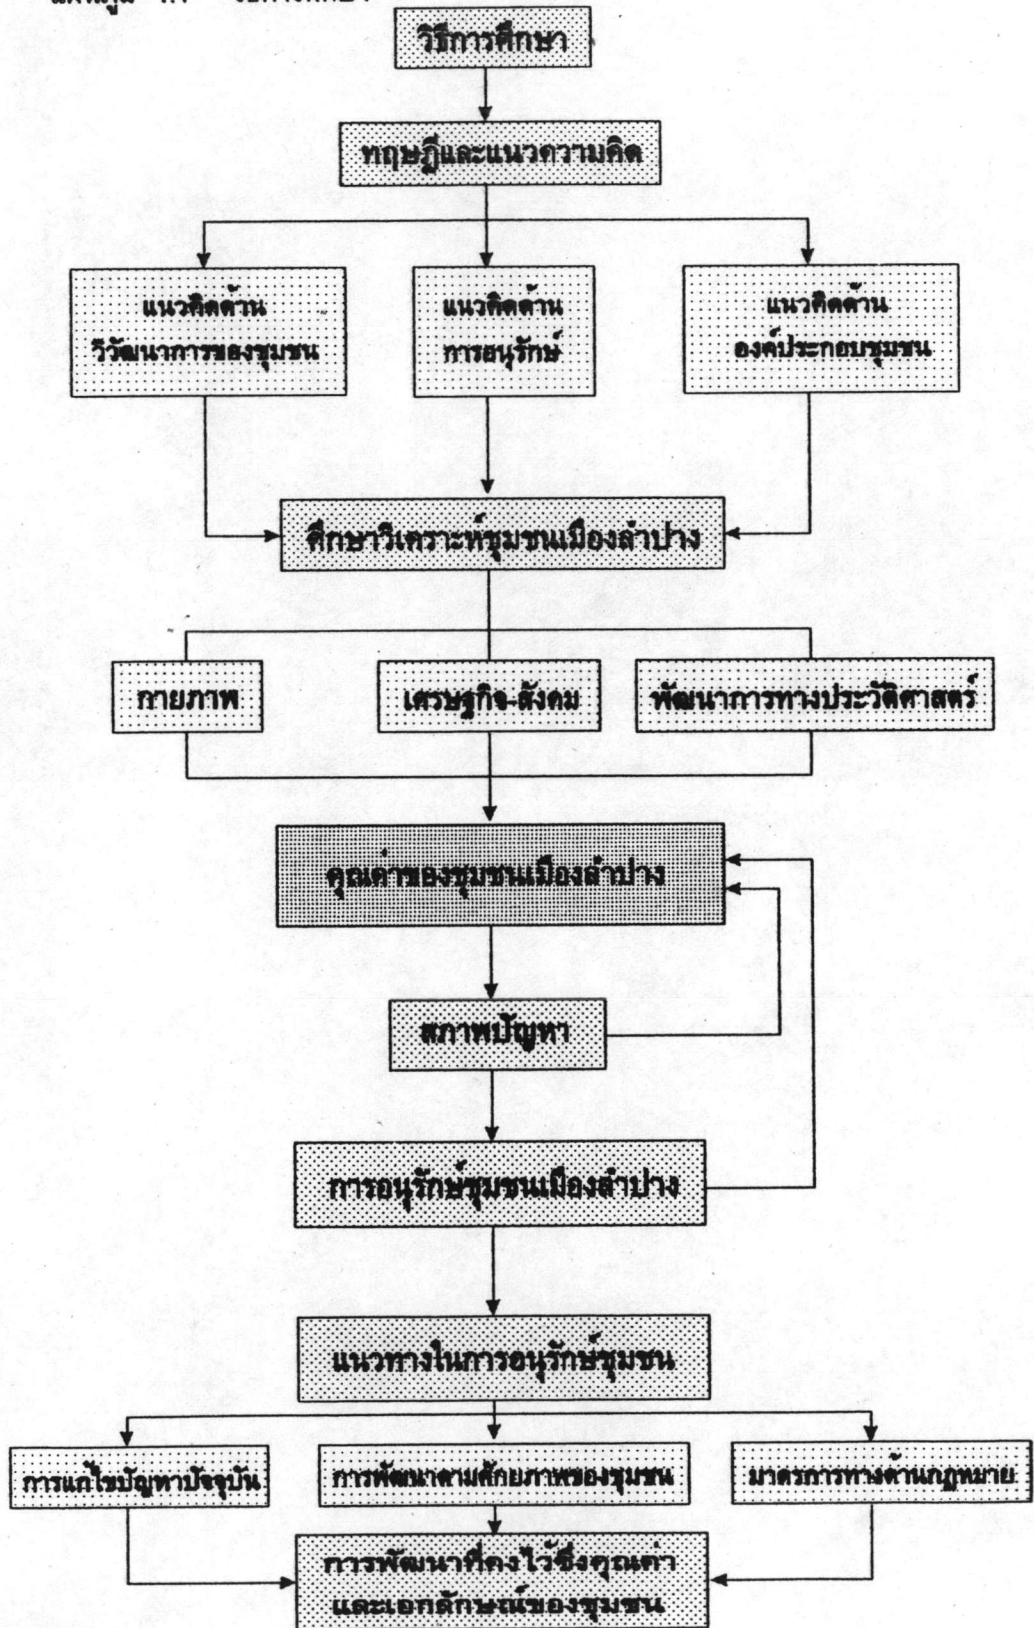 วิธีการศึกษา
ทฤษฎีและแนวความคิด
แนวคิดด้าน
วิวัฒนาการของชุมชน
แนวคิดด้าน
การอนุรักษ์
แนวคิดด้าน
องค์ประกอบชุมชน
ศึกษาวิเคราะห์ชุมชนเมืองลำปาง
กายภาพ
เศรษฐกิจ-สังคม
พัฒนาการทางประวัติศาสตร์
คุณค่าของชุมชนเมืองลำปาง
สภาพปัญหา
การอนุรักษ์ชุมชนเมืองลำปาง
แนวทางในการอนุรักษ์ชุมชน
การแก้ไขปัญหาปัจจุบัน
การพัฒนาตามศักยภาพของชุมชน
มาตรการทางด้านกฎหมาย
การพัฒนาที่คงไว้ซึ่งคุณค่า
และเอกลักษณ์ของชุมชน